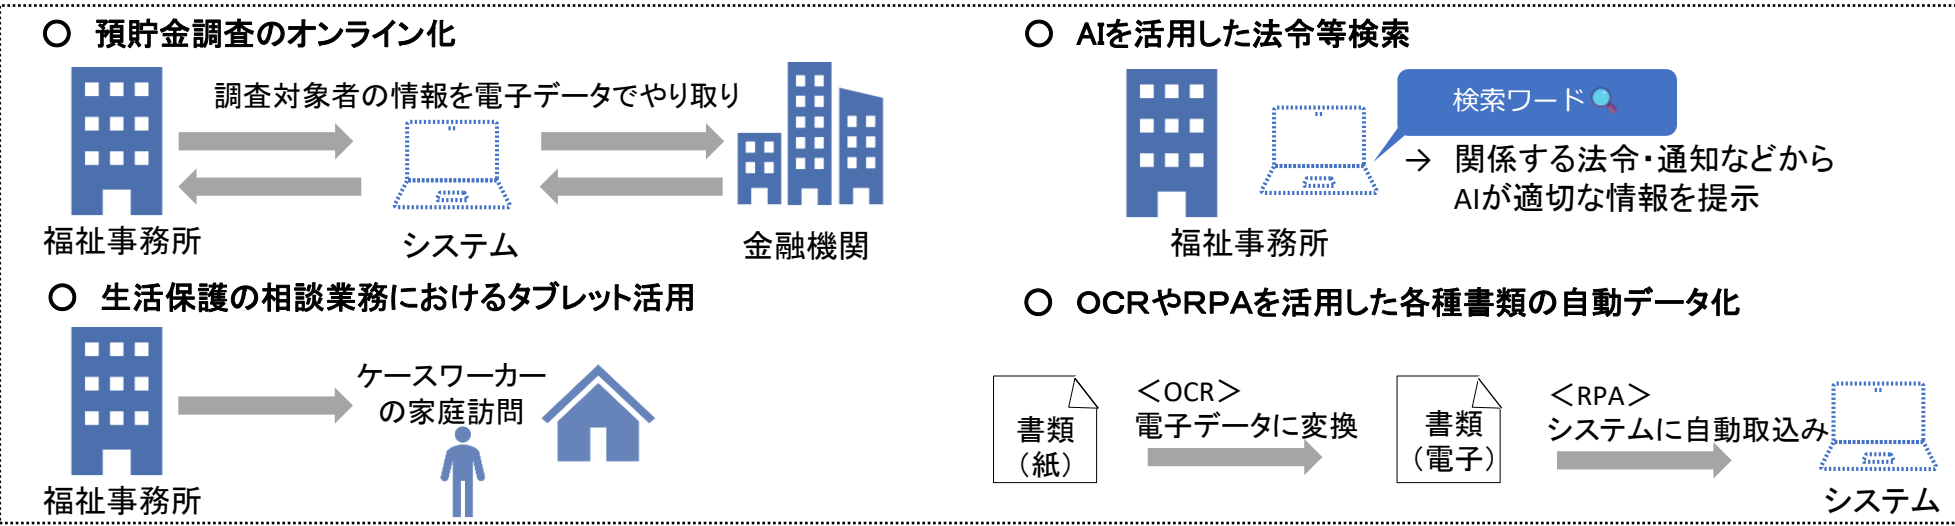 ○ 預貯金調査のオンライン化
調査対象者の情報を電子データでやり取り
福祉事務所
システム
金融機関
○ AIを活用した法令等検索
検索ワード
→ 関係する法令・通知などから
AIが適切な情報を提示
福祉事務所
○ 生活保護の相談業務におけるタブレット活用
ケースワーカー
の家庭訪問
福祉事務所
○ OCRやRPAを活用した各種書類の自動データ化
書類
（紙）
＜OCR＞
電子データに変換
書類
（電子）
＜RPA＞
システムに自動取込み
システム